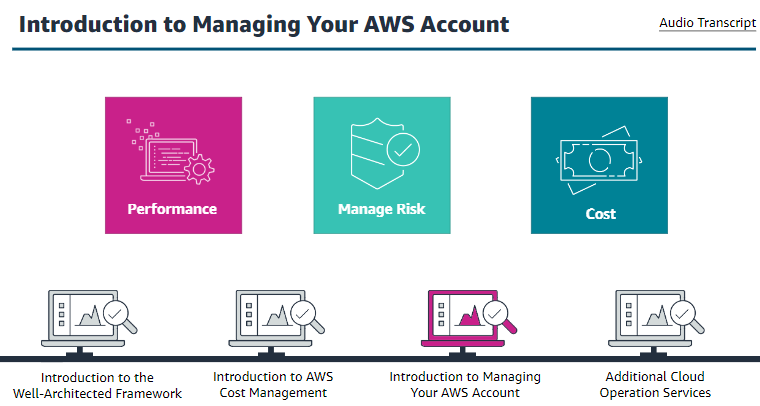 Introduction to Managing Your AWS Account
Audio Transcript
Performance
Manage Risk
Cost
Introduction to the
Well-Architected Framework
Introduction to AWS
Cost Management
Introduction to Managing
Your AWS Account
Additional Cloud
Operation Services